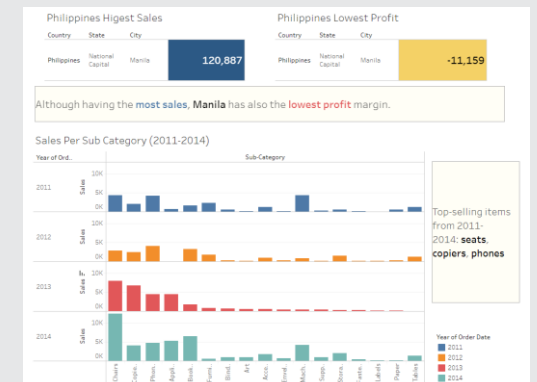 Philippines Higest Sales
Philippines Lowest Profit
Country State City
Country State City
Philippines National Capital Manila 120,887
Philippines National Capital Manila -11,159
Although having the most sales, Manila has also the lowest profit margin.
Sales Per Sub Category (2011-2014)
Year of Ord.. Sub-Category
2011 Sales 10K 5K 0K
2012 Sales 10K 5K 0K
2013 Sales 10K 5K 0K
2014 Sales 10K 5K 0K
Chairs Copie.. Phon.. Appli.. Book.. Furni.. Bind.. Art Acce.. Envel.. Mach.. Supp.. Stora.. Faste.. Labels Paper Tables
Top-selling items
from 2011-
2014: seats,
copiers, phones
Year of Order Date
2011
2012
2013
2014